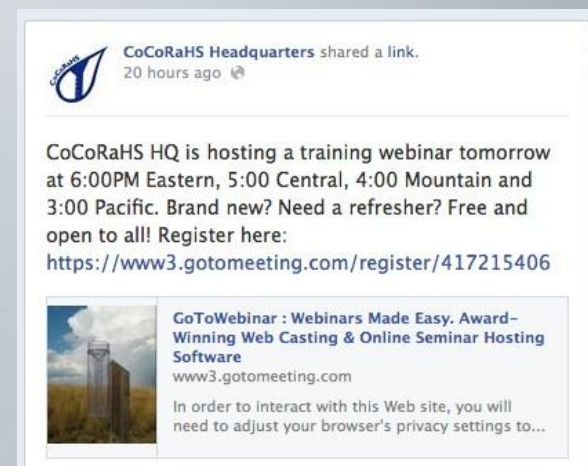 CoCoRaHS
CoCoRaHS Headquarters shared a link.
20 hours ago
CoCoRaHS HQ is hosting a training webinar tomorrow
at 6:00PM Eastern, 5:00 Central, 4:00 Mountain and
3:00 Pacific. Brand new? Need a refresher? Free and
open to all! Register here:
https://www3.gotomeeting.com/register/417215406
GoToWebinar : Webinars Made Easy. Award-
Winning Web Casting & Online Seminar Hosting
Software
www3.gotomeeting.com
In order to interact with this Web site, you will
need to adjust your browser's privacy settings to...